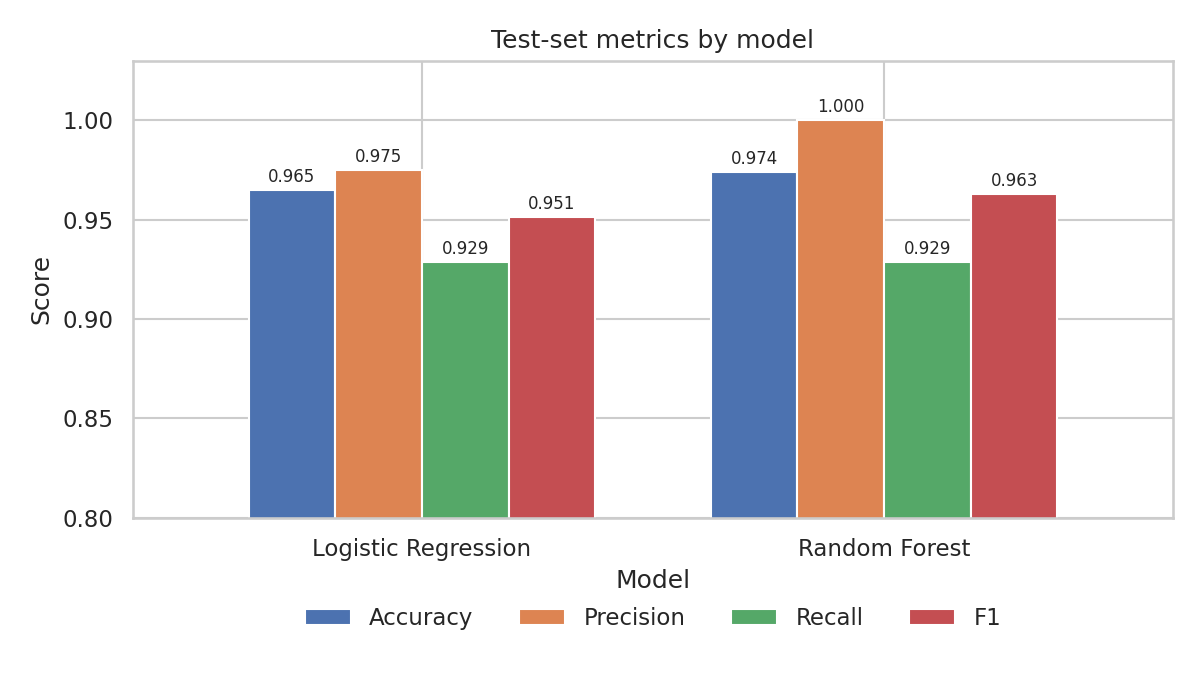 Test-set metrics by model
Score
1.00
0.95
0.90
0.85
0.80
0.965
0.975
0.929
0.951
0.974
1.000
0.929
0.963
Logistic Regression
Random Forest
Model
Accuracy Precision Recall F1